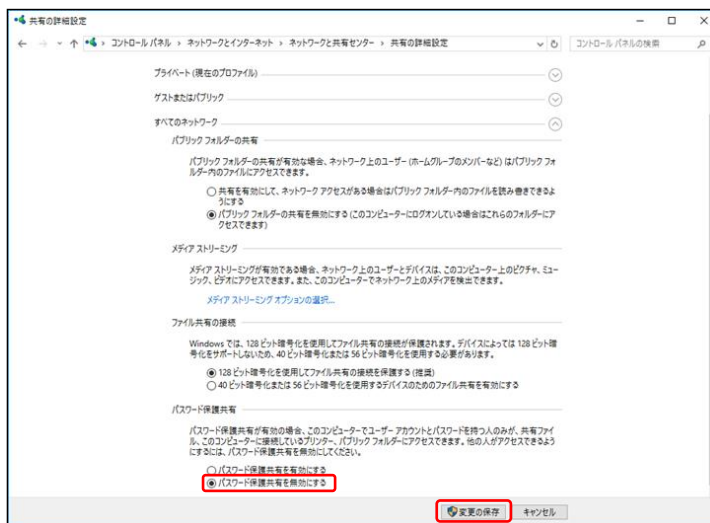 共有の詳細設定
コントロール パネル › ネットワークとインターネット › ネットワークと共有センター › 共有の詳細設定
コントロール パネルの検索
プライベート (現在のプロファイル)
ゲストまたはパブリック
すべてのネットワーク
パブリック フォルダーの共有
パブリック フォルダーの共有が有効な場合、ネットワーク上のユーザー (ホームグループのメンバーなど) はパブリック フォ
ルダー内のファイルにアクセスできます。
共有を有効にして、ネットワーク アクセスがある場合はパブリック フォルダー内のファイルを読み書きできるよ
うにする
パブリック フォルダーの共有を無効にする (このコンピューターにログオンしている場合はこれらのフォルダーにア
クセスできます)
メディア ストリーミング
メディア ストリーミングが有効である場合、ネットワーク上のユーザーとデバイスは、このコンピューター上のピクチャ、ミュー
ジック、ビデオにアクセスできます。また、このコンピューターでネットワーク上のメディアを検出できます。
メディア ストリーミング オプションの選択...
ファイル共有の接続
Windows では、128 ビット暗号化を使用してファイル共有の接続が保護されます。デバイスによっては 128 ビット暗
号化をサポートしないため、40 ビット暗号化または 56 ビット暗号化を使用する必要があります。
128 ビット暗号化を使用してファイル共有の接続を保護する (推奨)
40 ビット暗号化または 56 ビット暗号化を使用するデバイスのためのファイル共有を有効にする
パスワード保護共有
パスワード保護共有が有効の場合、このコンピューターでユーザー アカウントとパスワードを持つ人のみが、共有ファイ
ル、このコンピューターに接続しているプリンター、パブリック フォルダーにアクセスできます。他の人がアクセスできるよう
にするには、パスワード保護共有を無効にしてください。
パスワード保護共有を有効にする
パスワード保護共有を無効にする
変更の保存 キャンセル